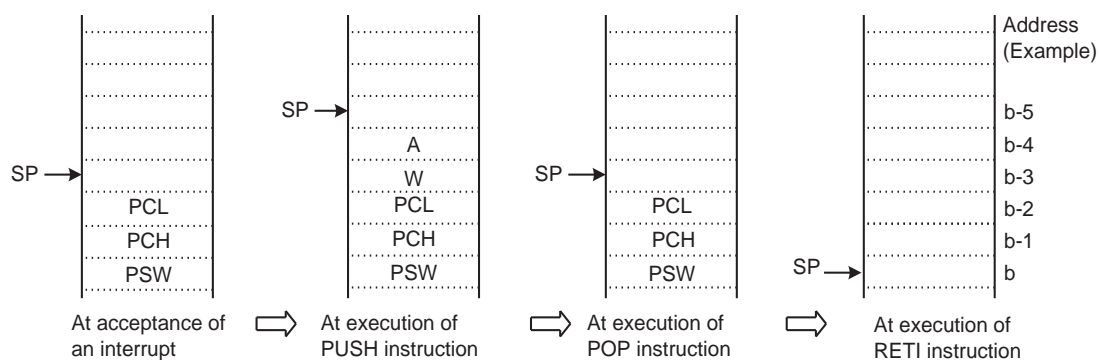 Address
(Example)
SP
b-5
A
b-4
SP
W
SP
b-3
PCL
PCL
PCL
b-2
PCH
PCH
PCH
b-1
PSW
PSW
PSW
SP
b
At acceptance of
an interrupt
At execution of
PUSH instruction
At execution of
POP instruction
At execution of
RETI instruction